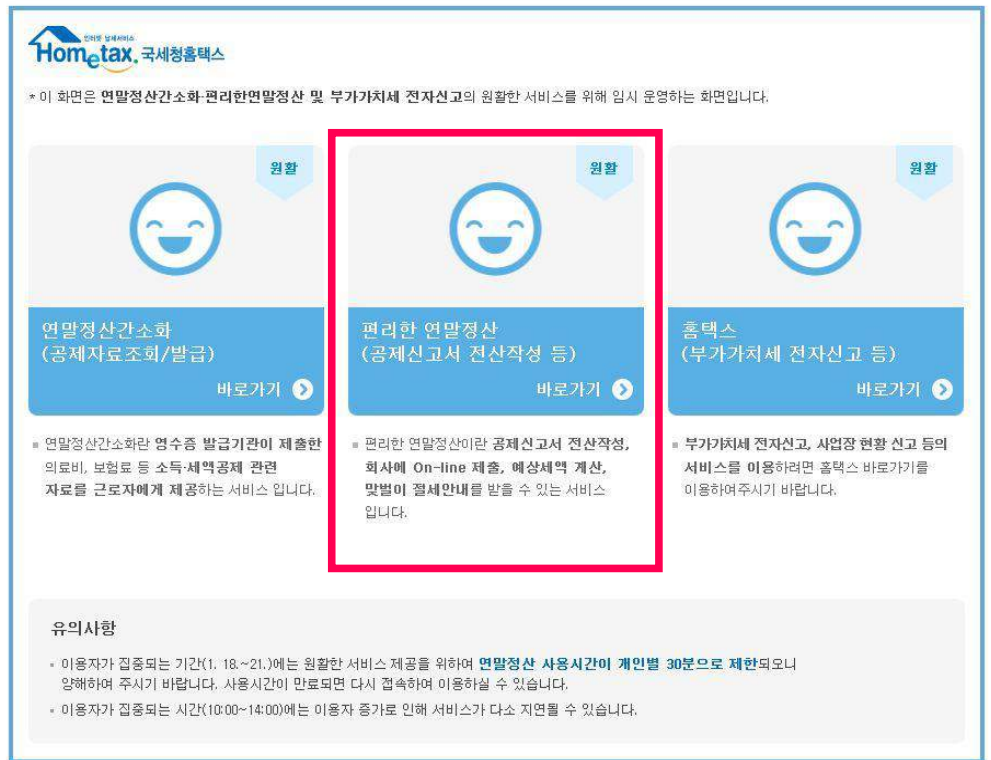 인터넷 납세서비스
Hometax. 국세청홈택스
* 이 화면은 연말정산간소화·편리한연말정산 및 부가가치세 전자신고의 원활한 서비스를 위해 임시 운영하는 화면입니다.
원활
연말정산간소화
(공제자료조회/발급)
바로가기
연말정산간소화란 영수증 발급기관이 제출한
의료비, 보험료 등 소득·세액공제 관련
자료를 근로자에게 제공하는 서비스 입니다.
원활
편리한 연말정산
(공제신고서 전산작성 등)
바로가기
편리한 연말정산이란 공제신고서 전산작성,
회사에 On-line 제출, 예상세액 계산,
맞벌이 절세안내를 받을 수 있는 서비스
입니다.
원활
홈택스
(부가가치세 전자신고 등)
바로가기
부가가치세 전자신고, 사업장 현황 신고 등의
서비스를 이용하려면 홈택스 바로가기를
이용하여주시기 바랍니다.
유의사항
이용자가 집중되는 기간(1. 18.~21.)에는 원활한 서비스 제공을 위하여 연말정산 사용시간이 개인별 30분으로 제한되오니
양해하여 주시기 바랍니다. 사용시간이 만료되면 다시 접속하여 이용하실 수 있습니다.
이용자가 집중되는 시간(10:00~14:00)에는 이용자 증가로 인해 서비스가 다소 지연될 수 있습니다.